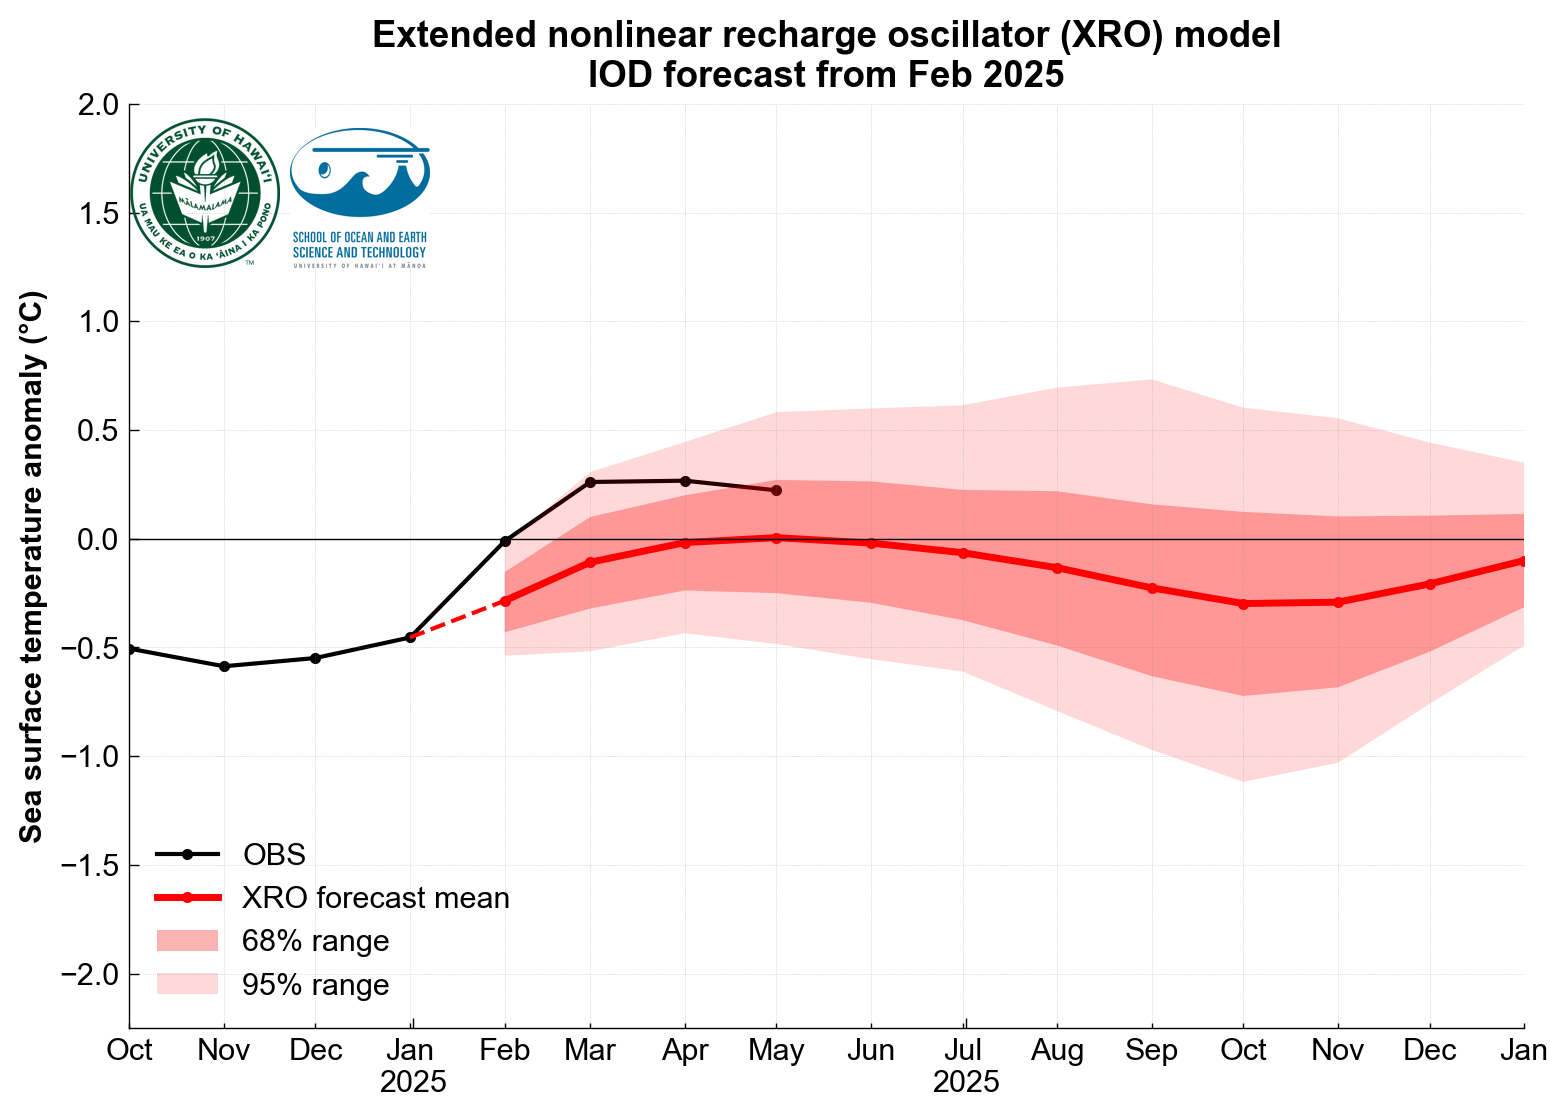 Extended nonlinear recharge oscillator (XRO) model
IOD forecast from Feb 2025
UNIVERSITY OF HAWAIʻI
MĀLAMALAMA
1907
UA MAU KE EA O KA ʻĀINA I KA PONO
TM
SCHOOL OF OCEAN AND EARTH
SCIENCE AND TECHNOLOGY
UNIVERSITY OF HAWAIʻI AT MĀNOA
Sea surface temperature anomaly (°C)
2.0
1.5
1.0
0.5
0.0
−0.5
−1.0
−1.5
−2.0
OBS
XRO forecast mean
68% range
95% range
Oct Nov Dec Jan Feb Mar Apr May Jun Jul Aug Sep Oct Nov Dec Jan
2025 2025